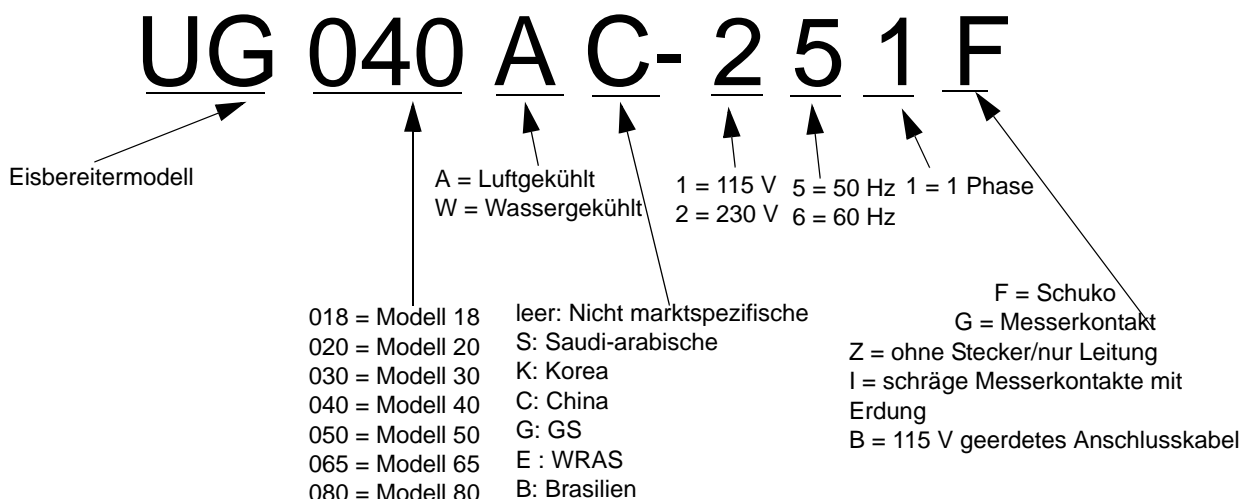 UG 040 A C- 2 5 1 F
Eisbereitermodell
A = Luftgekühlt
W = Wassergekühlt
1 = 115 V
2 = 230 V
5 = 50 Hz
6 = 60 Hz
1 = 1 Phase
018 = Modell 18
020 = Modell 20
030 = Modell 30
040 = Modell 40
050 = Modell 50
065 = Modell 65
080 = Modell 80
leer: Nicht marktspezifische
S: Saudi-arabische
K: Korea
C: China
G: GS
E : WRAS
B: Brasilien
F = Schuko
G = Messerkontakt
Z = ohne Stecker/nur Leitung
I = schräge Messerkontakte mit
Erdung
B = 115 V geerdetes Anschlusskabel